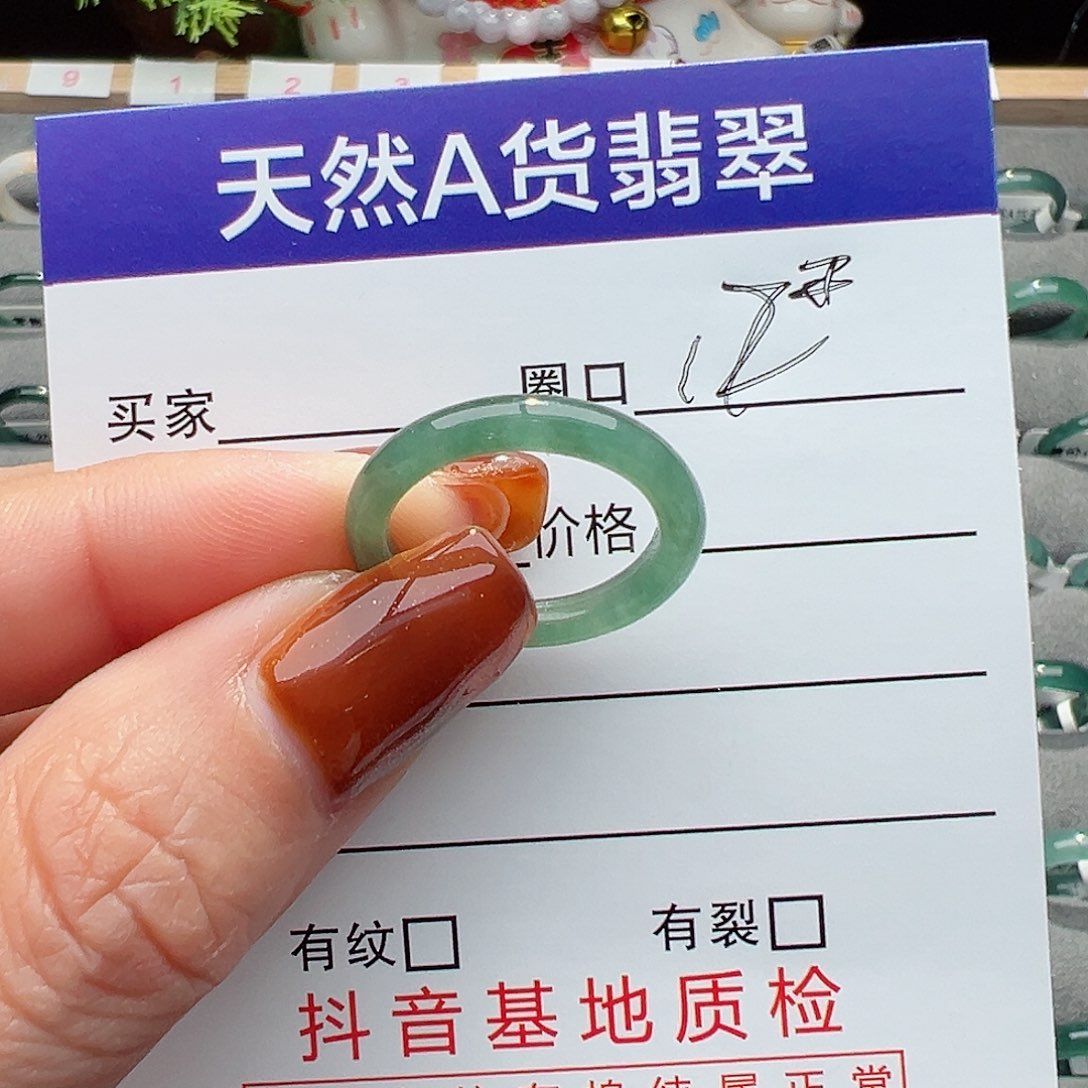 9 1 2 3
天然A货翡翠
买家 圈口
价格
有纹□ 有裂□
抖音基地质检